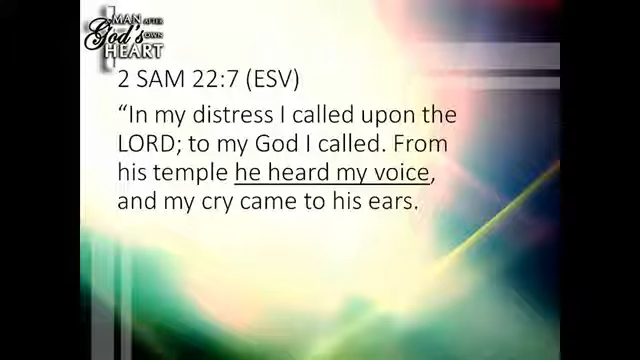 MAN AFTER
God's OWN
HEART
2 SAM 22:7 (ESV)
“In my distress I called upon the
LORD; to my God I called. From
his temple he heard my voice,
and my cry came to his ears.